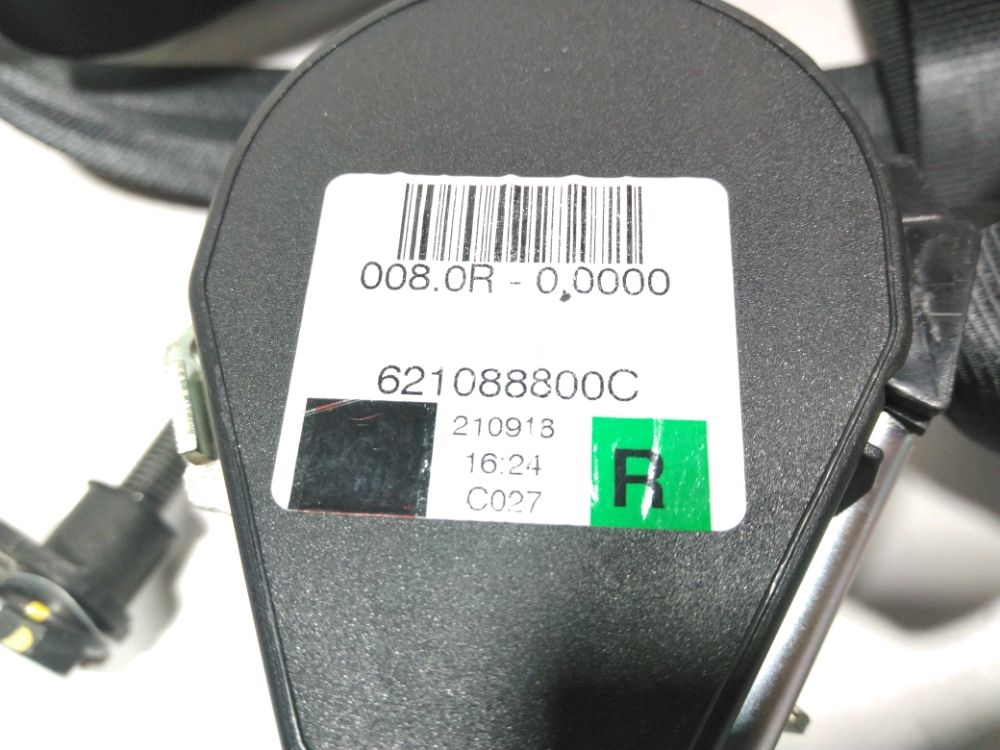 008.0R - 0,0000
621088800C
210918
16:24
C027
R